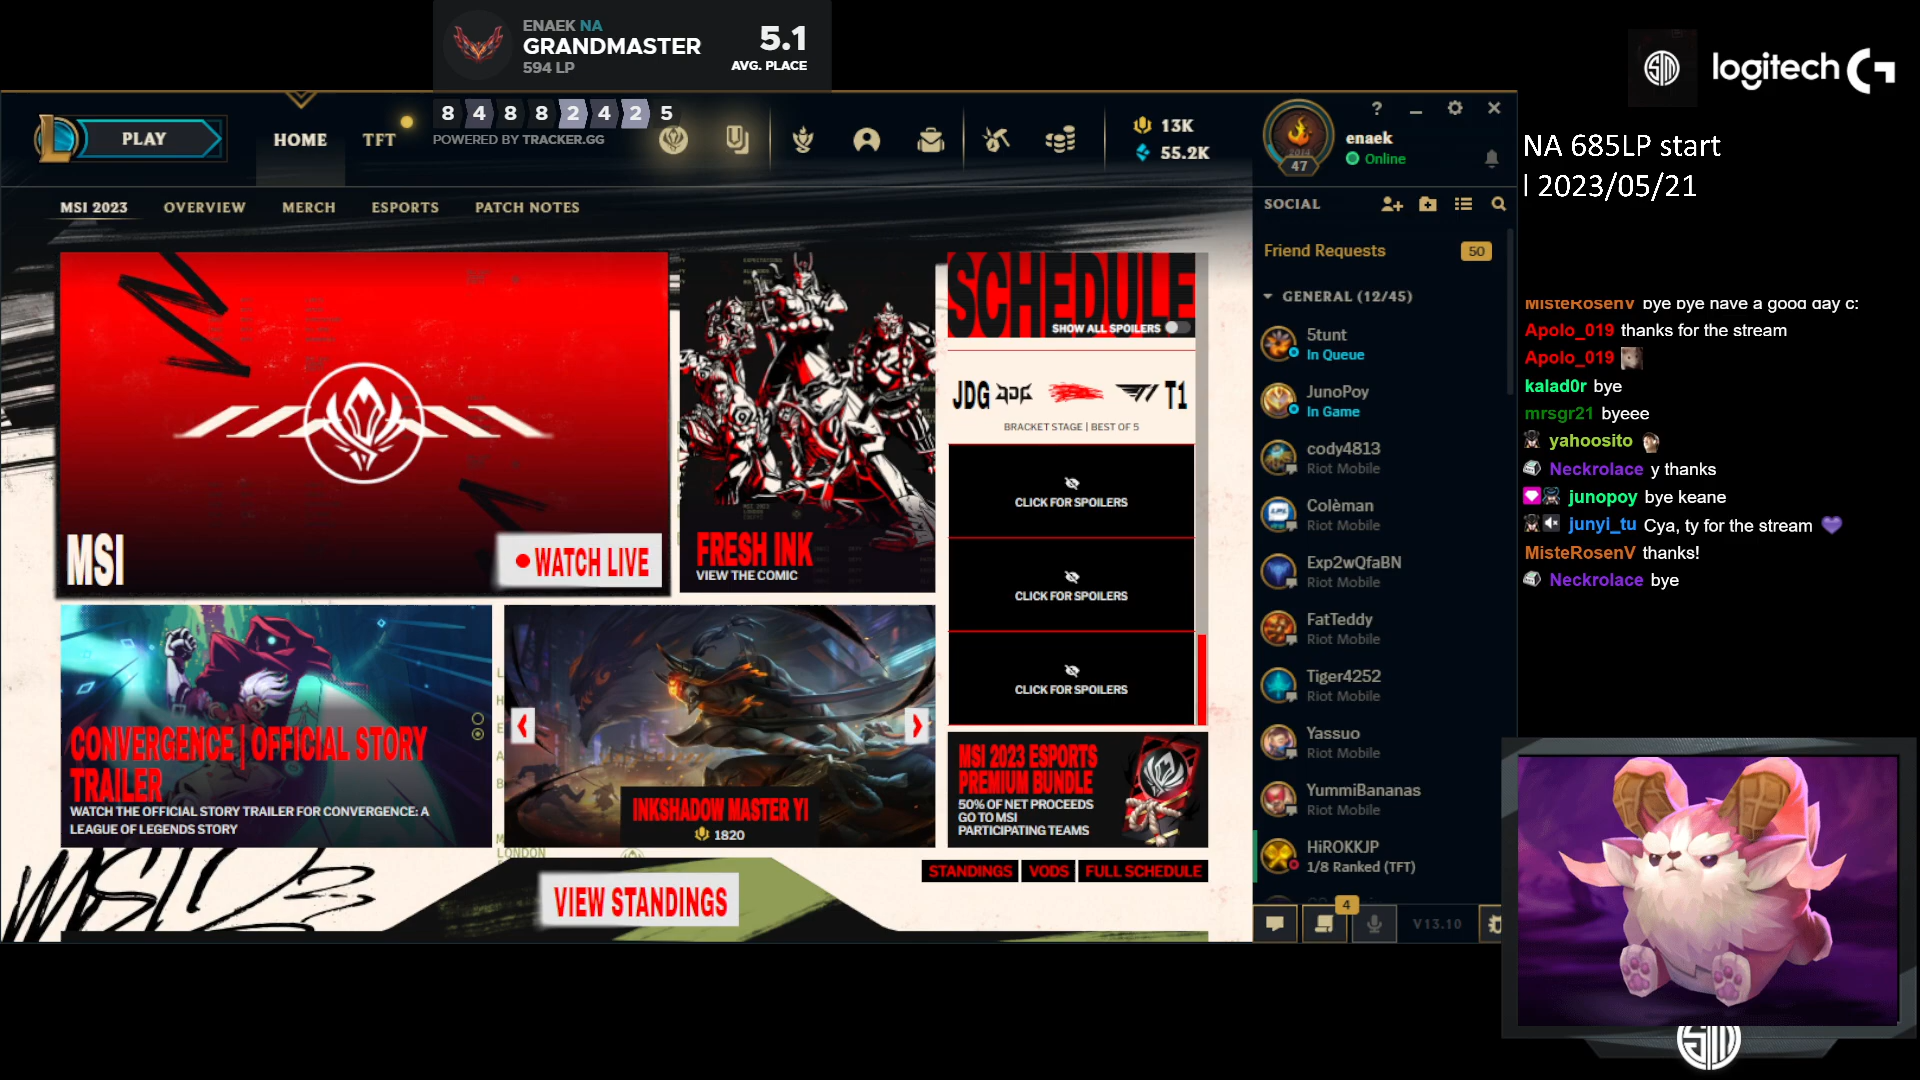 ENAEK NA
GRANDMASTER
594 LP
5.1
AVG. PLACE
8 4 8 8 2 4 2 5
POWERED BY TRACKER.GG
logitech G
NA 685LP start
| 2023/05/21
PLAY
HOME
TFT
13K
55.2K
2014
47
enaek
Online
MSI 2023
OVERVIEW
MERCH
ESPORTS
PATCH NOTES
SOCIAL
Friend Requests
50
GENERAL (12/45)
5tunt
In Queue
JunoPoy
In Game
cody4813
Riot Mobile
Colèman
Riot Mobile
Exp2wQfaBN
Riot Mobile
FatTeddy
Riot Mobile
Tiger4252
Riot Mobile
Yassuo
Riot Mobile
YummiBananas
Riot Mobile
HiROKKJP
1/8 Ranked (TFT)
4
V13.10
MSI
WATCH LIVE
FRESH INK
VIEW THE COMIC
SCHEDULE
SHOW ALL SPOILERS
JDG
T1
BRACKET STAGE | BEST OF 5
CLICK FOR SPOILERS
CLICK FOR SPOILERS
CLICK FOR SPOILERS
CONVERGENCE | OFFICIAL STORY
TRAILER
WATCH THE OFFICIAL STORY TRAILER FOR CONVERGENCE: A
LEAGUE OF LEGENDS STORY
INKSHADOW MASTER YI
1820
MSI 2023 ESPORTS
PREMIUM BUNDLE
50% OF NET PROCEEDS
GO TO MSI
PARTICIPATING TEAMS
LONDON
STANDINGS
VODS
FULL SCHEDULE
VIEW STANDINGS
MisteRosenV bye bye have a good day c:
Apolo_019 thanks for the stream
Apolo_019
kalad0r bye
mrsgr21 byeee
yahoosito
Neckrolace y thanks
junopoy bye keane
junyi_tu Cya, ty for the stream
MisteRosenV thanks!
Neckrolace bye